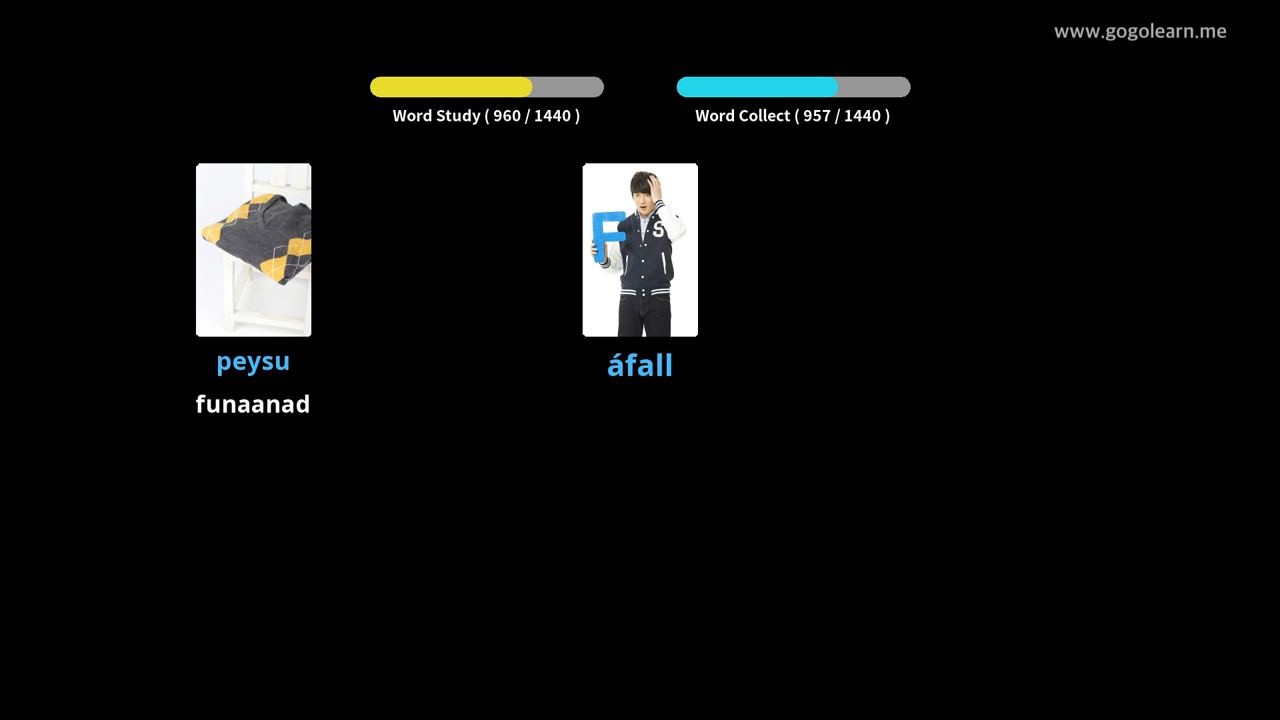 www.gogolearn.me
Word Study ( 960 / 1440 )
Word Collect ( 957 / 1440 )
F
S
peysu
áfall
funaanad